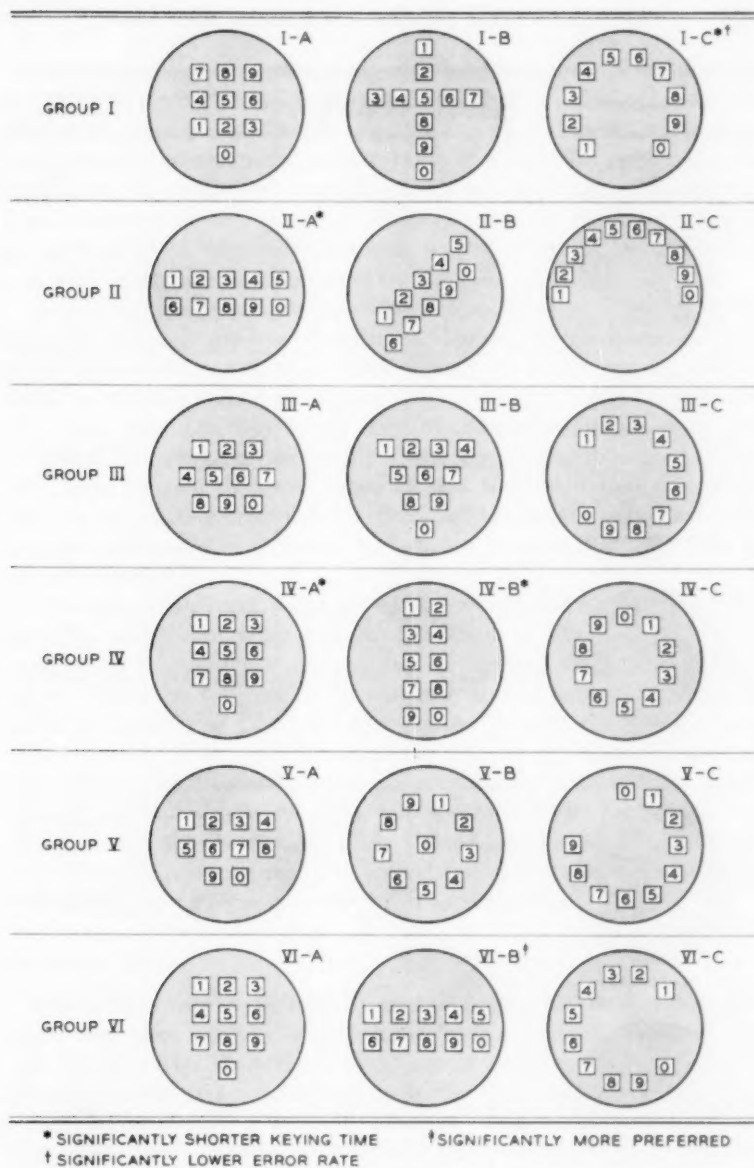 GROUP I
I-A
7 8 9
4 5 6
1 2 3
0
I-B
1
2
3 4 5 6 7
8
9
0
I-C*†
1 2 3 4 5 6 7 8 9 0
GROUP II
II-A*
1 2 3 4 5
6 7 8 9 0
II-B
1 2 3 4 5
6 7 8 9 0
II-C
1 2 3 4 5 6 7 8 9 0
GROUP III
III-A
1 2 3
4 5 6 7
8 9 0
III-B
1 2 3 4
5 6 7
8 9
0
III-C
1 2 3 4 5 6 7 8 9 0
GROUP IV
IV-A*
1 2 3
4 5 6
7 8 9
0
IV-B*
1 2
3 4
5 6
7 8
9 0
IV-C
0 1 2 3 4 5 6 7 8 9
GROUP V
V-A
1 2 3 4
5 6 7 8
9 0
V-B
1 2 3 4 5 6 7 8 9
0
V-C
0 1 2 3 4 5 6 7 8 9
GROUP VI
VI-A
1 2 3
4 5 6
7 8 9
0
VI-B†
1 2 3 4 5
6 7 8 9 0
VI-C
1 2 3 4 5 6 7 8 9 0
* SIGNIFICANTLY SHORTER KEYING TIME † SIGNIFICANTLY MORE PREFERRED
† SIGNIFICANTLY LOWER ERROR RATE